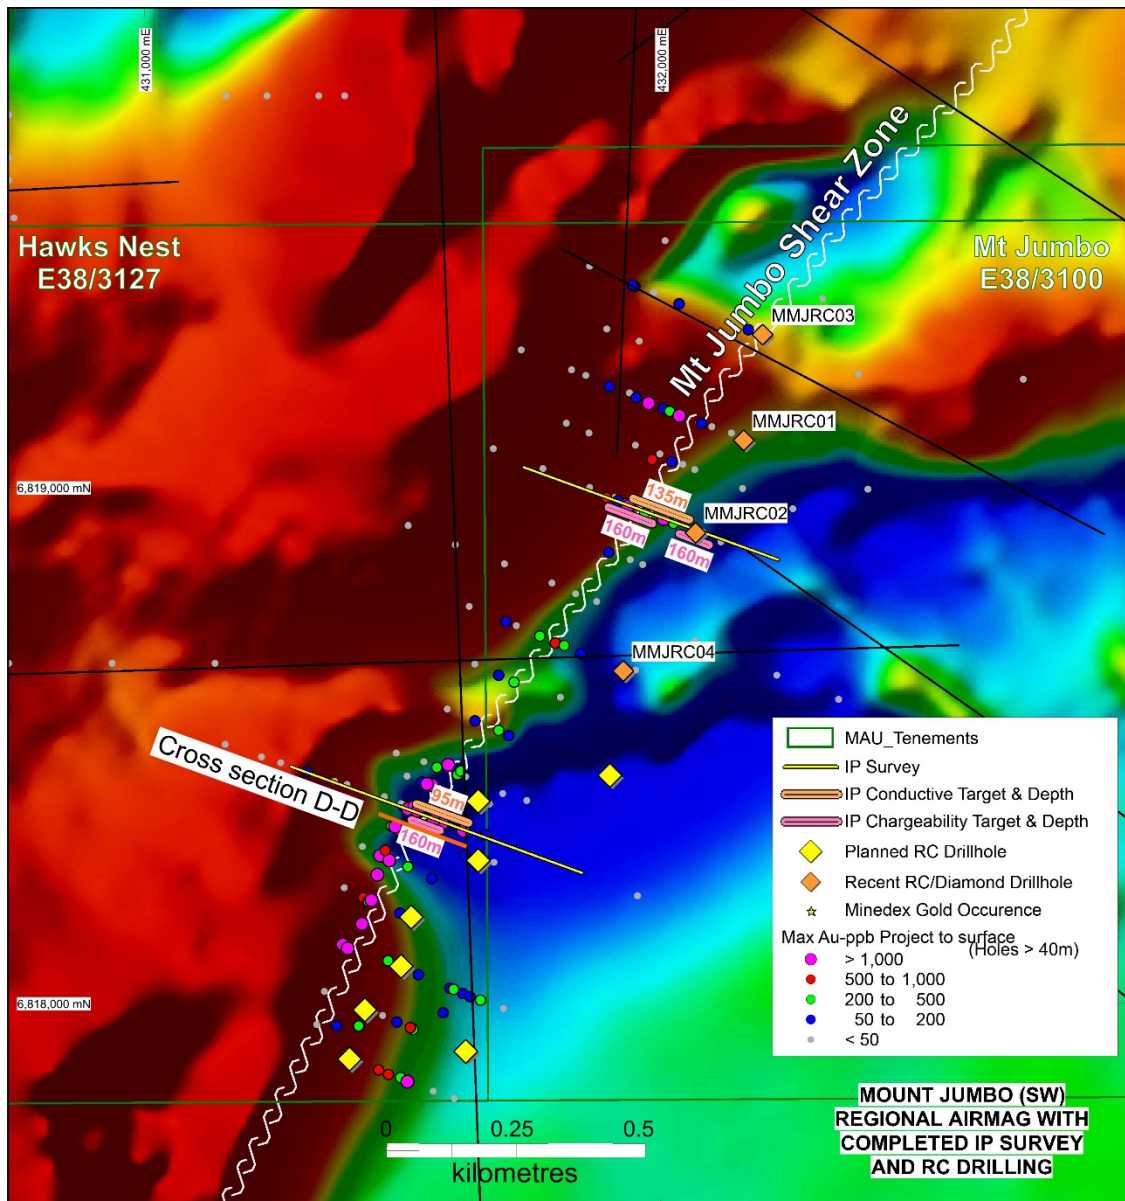 431,000 mE
432,000 mE
Mt Jumbo Shear Zone
Hawks Nest
E38/3127
Mt Jumbo
E38/3100
MMJRC03
MMJRC01
6,819,000 mN
135m
MMJRC02
160m
160m
MMJRC04
Cross section D-D
95m
160m
6,818,000 mN
MAU_Tenements
IP Survey
IP Conductive Target & Depth
IP Chargeability Target & Depth
Planned RC Drillhole
Recent RC/Diamond Drillhole
Minedex Gold Occurence
Max Au-ppb Project to surface
(Holes > 40m)
> 1,000
500 to 1,000
200 to 500
50 to 200
< 50
0 0.25 0.5
kilometres
MOUNT JUMBO (SW)
REGIONAL AIRMAG WITH
COMPLETED IP SURVEY
AND RC DRILLING